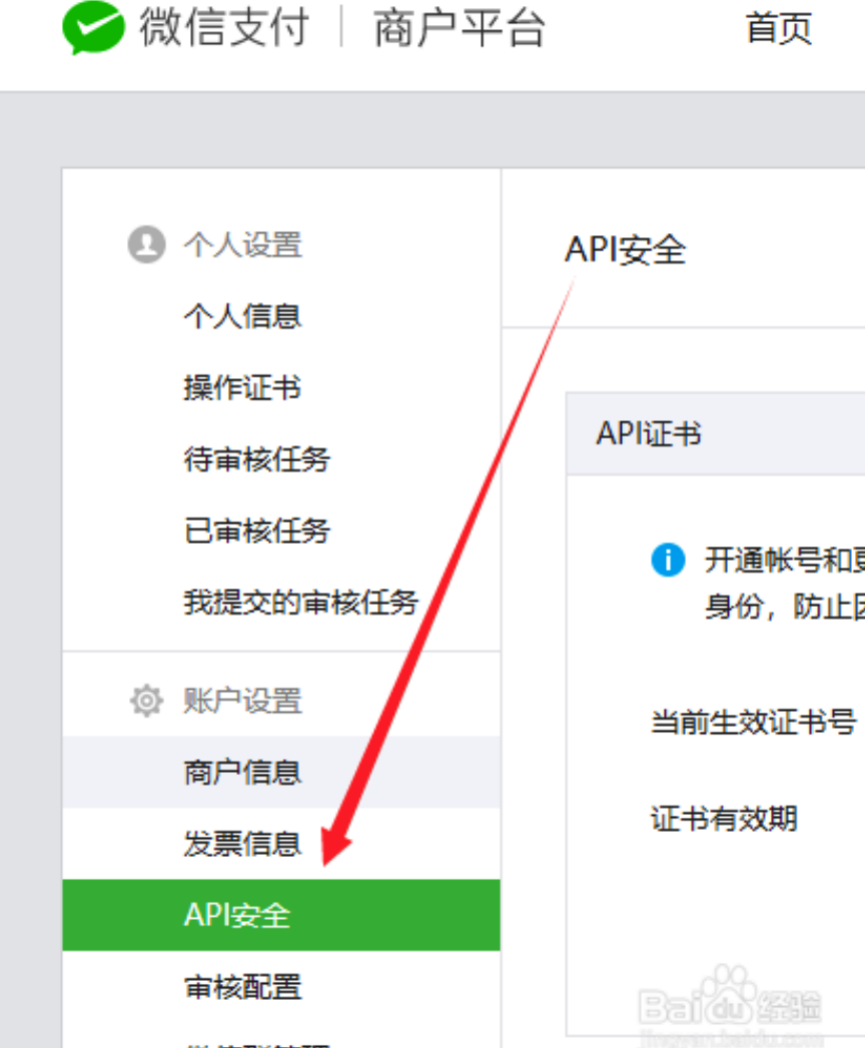 微信支付 | 商户平台 首页
个人设置
个人信息
操作证书
待审核任务
已审核任务
我提交的审核任务
账户设置
商户信息
发票信息
API安全
审核配置
API安全
API证书
开通帐号和
身份，防止
当前生效证书号
证书有效期
Baidu经验
jingyan.baidu.com